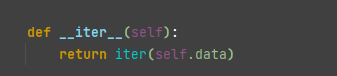 def __iter__(self):
    return iter(self.data)